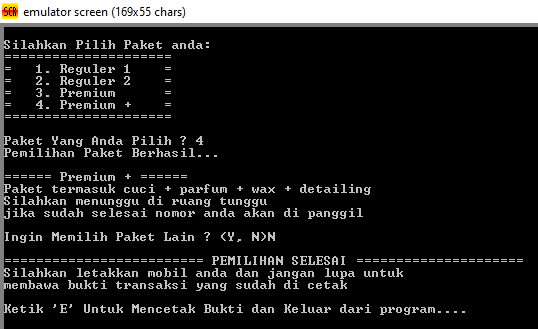 SCR emulator screen (169x55 chars)
Silahkan Pilih Paket anda:
=====================
=   1. Reguler 1    =
=   2. Reguler 2    =
=   3. Premium      =
=   4. Premium +    =
=====================
Paket Yang Anda Pilih ? 4
Pemilihan Paket Berhasil...
====== Premium + ======
Paket termasuk cuci + parfum + wax + detailing
Silahkan menunggu di ruang tunggu
jika sudah selesai nomor anda akan di panggil
Ingin Memilih Paket Lain ? (Y, N)N
========================= PEMILIHAN SELESAI =====================
Silahkan letakkan mobil anda dan jangan lupa untuk
membawa bukti transaksi yang sudah di cetak
Ketik 'E' Untuk Mencetak Bukti dan Keluar dari program....